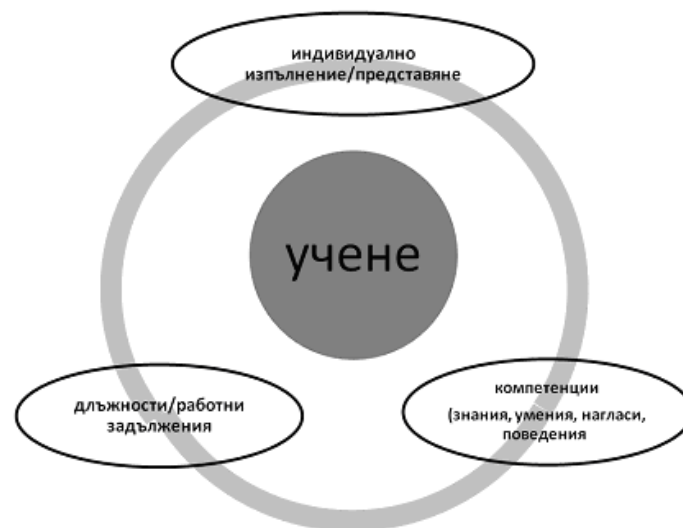 индивидуално
изпълнение/представяне
учене
длъжности/работни
задължения
компетенции
(знания, умения, нагласи,
поведения